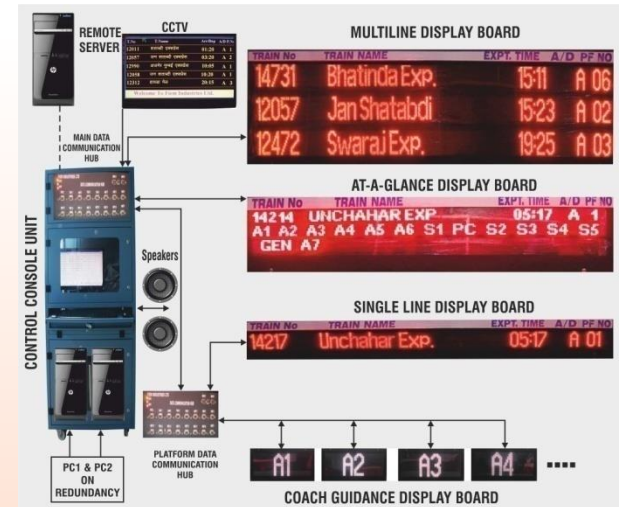 REMOTE
SERVER
CCTV
MULTILINE DISPLAY BOARD
TRAIN No TRAIN NAME EXPT. TIME A/D PF NO
14731 Bhatinda Exp. 15:11 A 06
12057 Jan Shatabdi 15:23 A 02
12472 Swaraj Exp. 19:25 A 03
MAIN DATA
COMMUNICATION
HUB
AT-A-GLANCE DISPLAY BOARD
TRAIN No TRAIN NAME EXPT. TIME A/D PF NO
14214 UNCHAHAR EXP 05:17 A 1
A1 A2 A3 A4 A5 A6 S1 PC S2 S3 S4 S5
GEN A7
CONTROL CONSOLE UNIT
Speakers
SINGLE LINE DISPLAY BOARD
TRAIN No TRAIN NAME EXPT. TIME A/D PF NO
14217 Unchahar Exp. 05:17 A 01
PLATFORM DATA
COMMUNICATION
HUB
A1 A2 A3 A4 ....
PC1 & PC2
ON
REDUNDANCY
COACH GUIDANCE DISPLAY BOARD